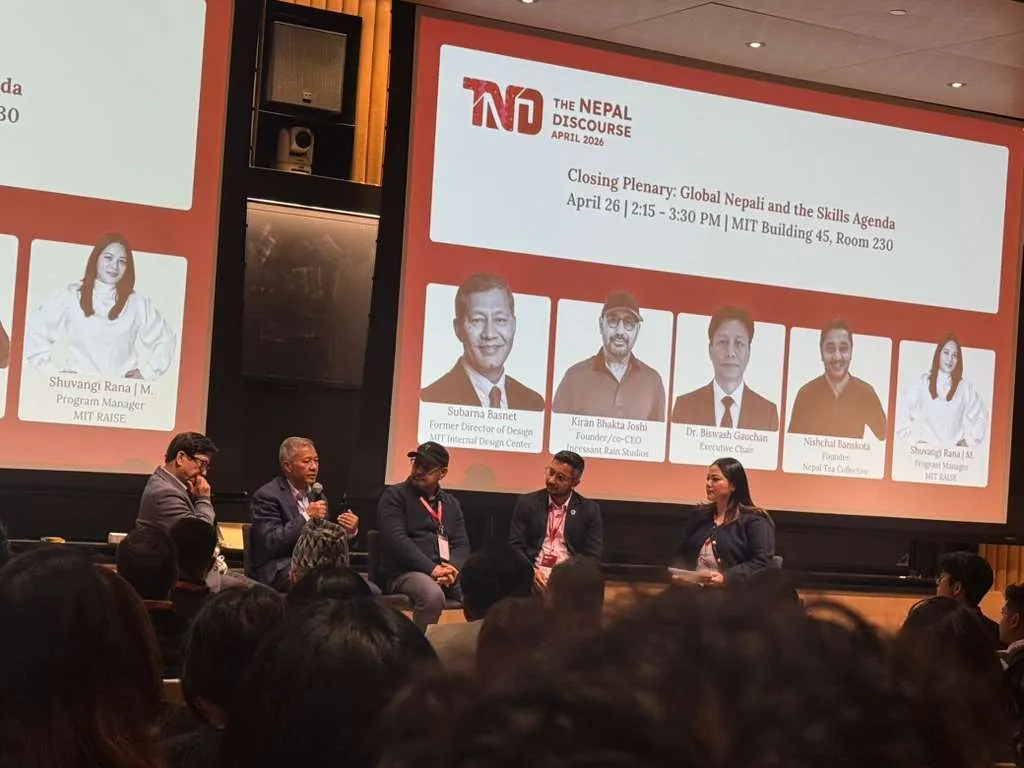 da
30
Shuvangi Rana | M.
Program Manager
MIT RAISE
TND
THE NEPAL
DISCOURSE
APRIL 2026
Closing Plenary: Global Nepali and the Skills Agenda
April 26 | 2:15 - 3:30 PM | MIT Building 45, Room 230
Subarna Basnet
Former Director of Design
MIT Internal Design Center
Kiran Bhakta Joshi
Founder/co-CEO
Incessant Rain Studios
Dr. Biswash Gauchan
Executive Chair
Nishchal Banskota
Founder
Nepal Tea Collective
Shuvangi Rana | M.
Program Manager
MIT RAISE